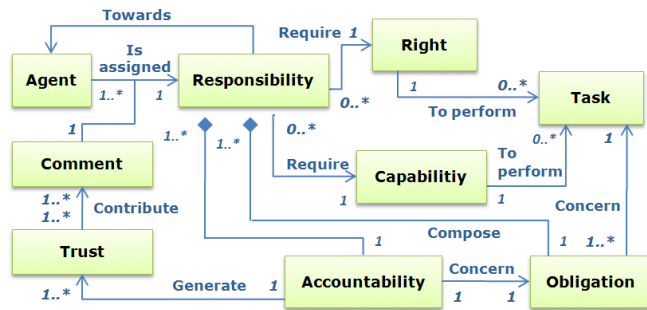 Towards
Is
assigned
Require 1
Right
Agent
Responsibility
1..*
1
0..*
1
0..*
To perform
Task
1
1..*
1..*
0..*
0..*
1
Comment
Require
Capabilitiy
To
perform
1
1
1..*
1..*
Contribute
Concern
Trust
Compose
1
1
1..*
Generate
1
Accountability
Concern
Obligation
1..*
1
1